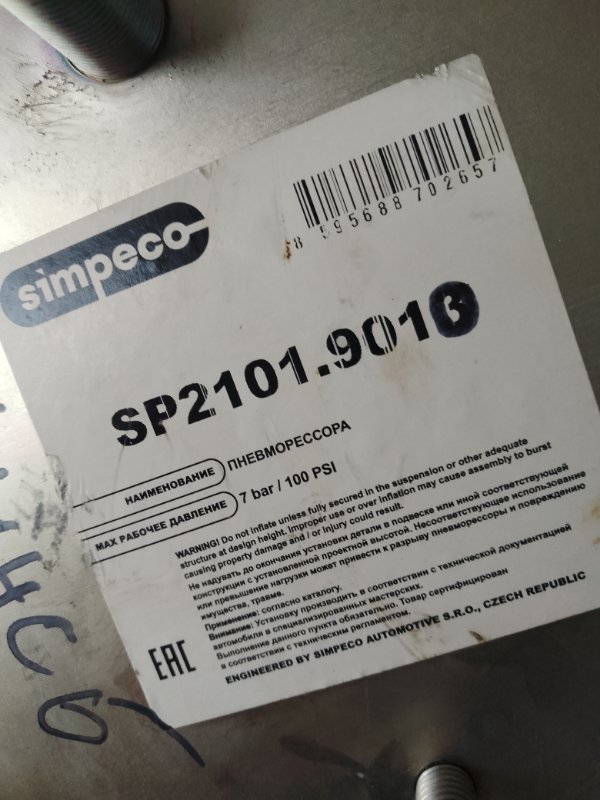 simpeco
8 595688 702657
SP2101.901
НАИМЕНОВАНИЕ ПНЕВМОРЕССОРА
MAX РАБОЧЕЕ ДАВЛЕНИЕ 7 bar / 100 PSI
WARNING! Do not inflate unless fully secured in the suspension or other adequate
structure at design height. Improper use or over inflation may cause assembly to burst
causing property damage and / or injury could result.
Не надувать до окончания установки детали в подвеске или иной соответствующей
конструкции с установленной проектной высотой. Несоответствующее использование
или превышение нагрузки может привести к разрыву пневморессоры и повреждению
имущества, травме.
Применение: согласно каталогу.
Внимание: Установку производить в соответствии с технической документацией
автомобиля в специализированных мастерских.
Выполнение данного пункта обязательно. Товар сертифицирован
в соответствии с техническим регламентом.
ENGINEERED BY SIMPECO AUTOMOTIVE S.R.O., CZECH REPUBLIC
EAC